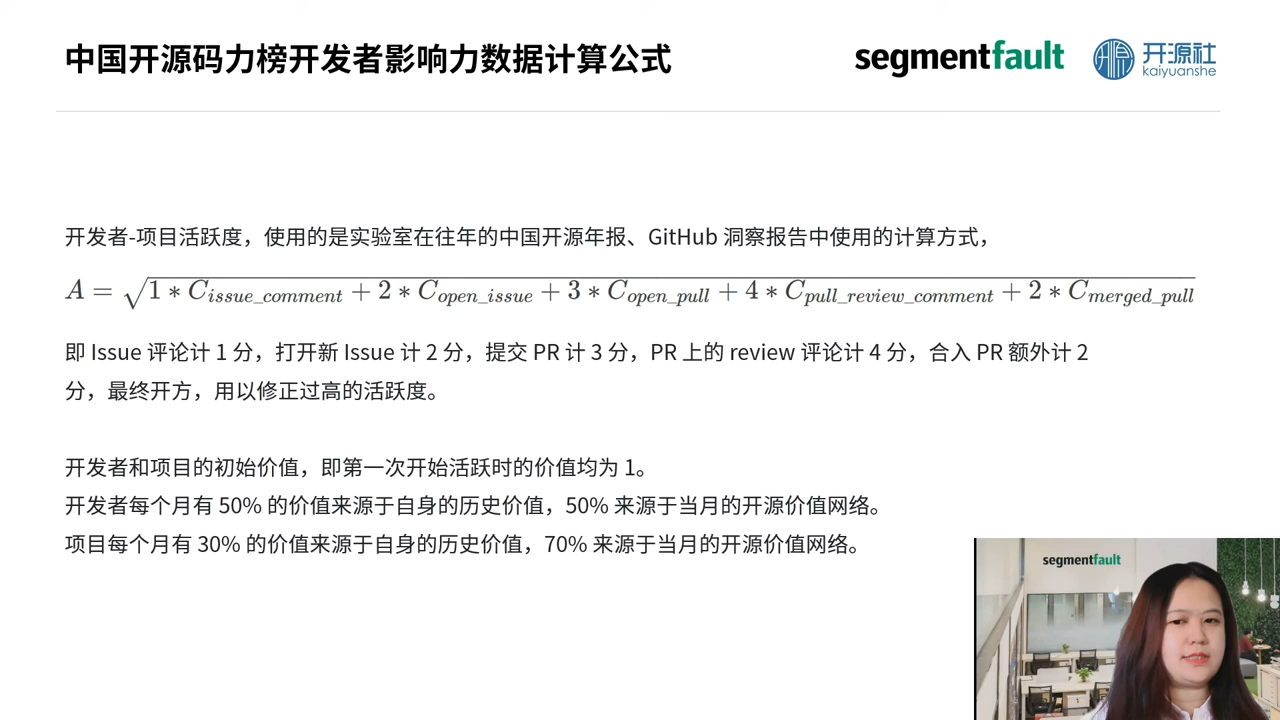 中国开源码力榜开发者影响力数据计算公式
segmentfault
开源社
kaiyuanshe
开发者-项目活跃度，使用的是实验室在往年的中国开源年报、GitHub 洞察报告中使用的计算方式，
A = √1 * C_issue_comment + 2 * C_open_issue + 3 * C_open_pull + 4 * C_pull_review_comment + 2 * C_merged_pull
即 Issue 评论计 1 分，打开新 Issue 计 2 分，提交 PR 计 3 分，PR 上的 review 评论计 4 分，合入 PR 额外计 2
分，最终开方，用以修正过高的活跃度。
开发者和项目的初始价值，即第一次开始活跃时的价值均为 1。
开发者每个月有 50% 的价值来源于自身的历史价值，50% 来源于当月的开源价值网络。
项目每个月有 30% 的价值来源于自身的历史价值，70% 来源于当月的开源价值网络。
segmentfault